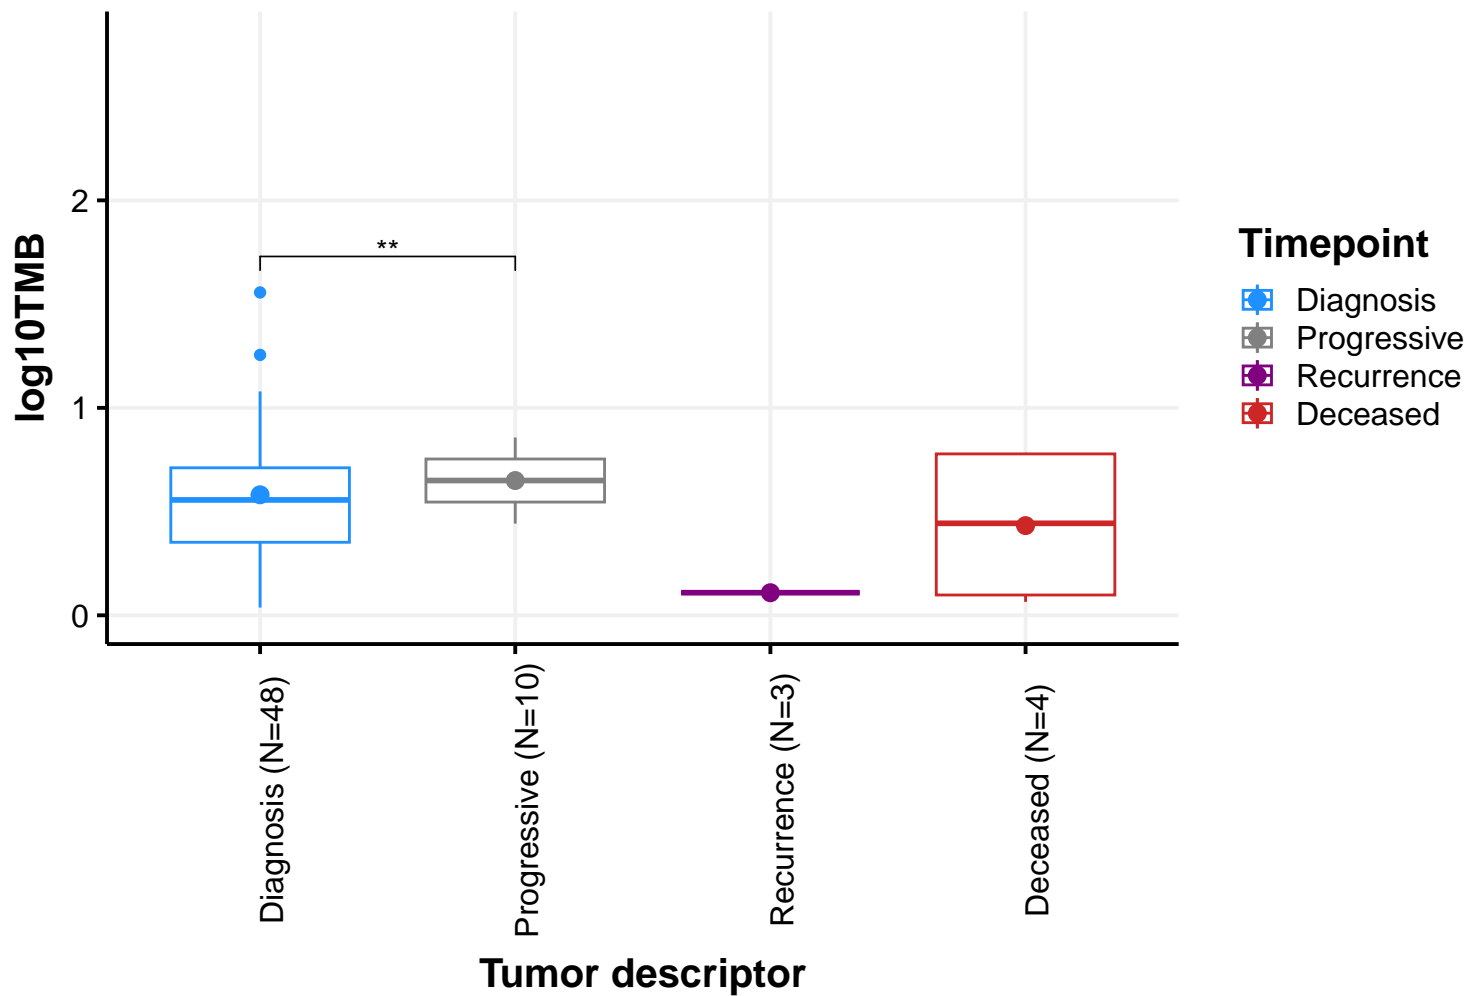 log10TMB
2
1
0
**
Diagnosis (N=48)
Progressive (N=10)
Recurrence (N=3)
Deceased (N=4)
Tumor descriptor
Timepoint
Diagnosis
Progressive
Recurrence
Deceased